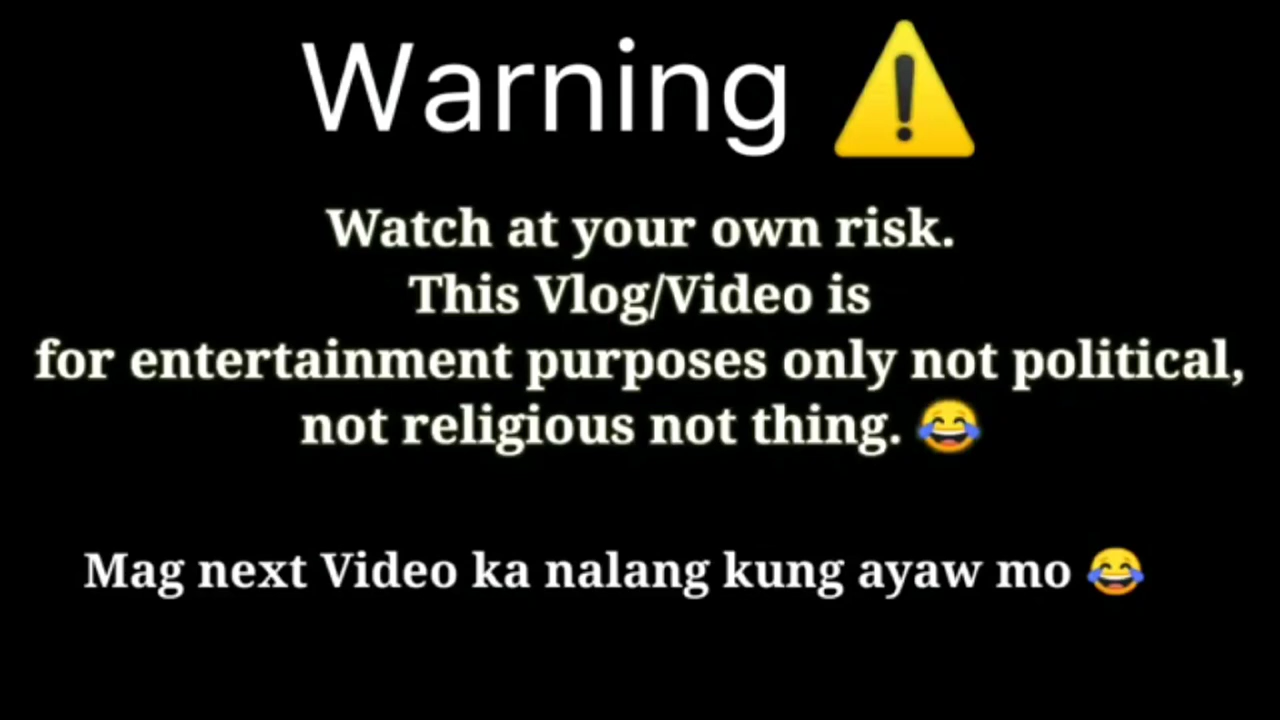 Warning ⚠️
Watch at your own risk.
This Vlog/Video is
for entertainment purposes only not political,
not religious not thing. 😂
Mag next Video ka nalang kung ayaw mo 😂